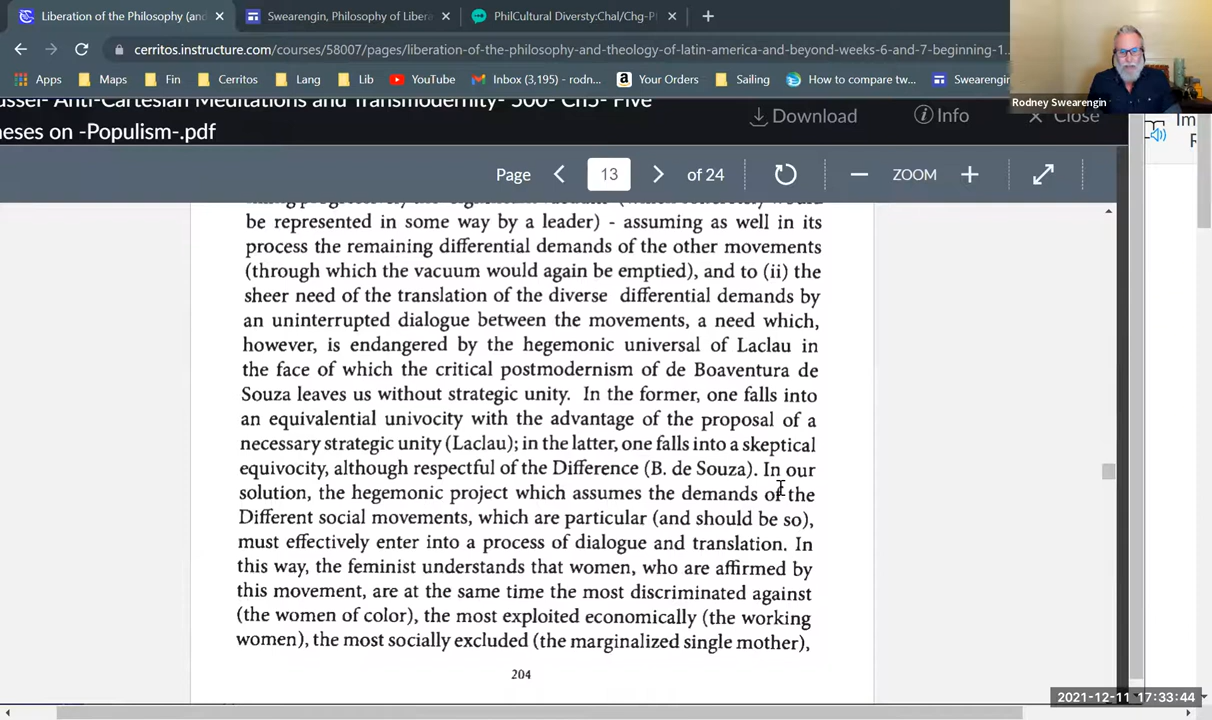 Liberation of the Philosophy (and
Swearengin, Philosophy of Libera
PhilCultural Diversty:Chal/Chg-P
cerritos.instructure.com/courses/58007/pages/liberation-of-the-philosophy-and-theology-of-latin-america-and-beyond-weeks-6-and-7-beginning-1...
Apps
Maps
Fin
Cerritos
Lang
Lib
YouTube
Inbox (3,195) - rodn...
Your Orders
Sailing
How to compare tw...
Swearengin
Rodney Swearengin
ussel- Anti-Cartesian Meditations and Transmodernity- 300- Ch5- Five
heses on -Populism-.pdf
Download
Info
Close
Im
Page
13
of 24
ZOOM
be represented in some way by a leader) - assuming as well in its
process the remaining differential demands of the other movements
(through which the vacuum would again be emptied), and to (ii) the
sheer need of the translation of the diverse differential demands by
an uninterrupted dialogue between the movements, a need which,
however, is endangered by the hegemonic universal of Laclau in
the face of which the critical postmodernism of de Boaventura de
Souza leaves us without strategic unity. In the former, one falls into
an equivalential univocity with the advantage of the proposal of a
necessary strategic unity (Laclau); in the latter, one falls into a skeptical
equivocity, although respectful of the Difference (B. de Souza). In our
solution, the hegemonic project which assumes the demands of the
Different social movements, which are particular (and should be so),
must effectively enter into a process of dialogue and translation. In
this way, the feminist understands that women, who are affirmed by
this movement, are at the same time the most discriminated against
(the women of color), the most exploited economically (the working
women), the most socially excluded (the marginalized single mother),
204
2021-12-11 17:33:44